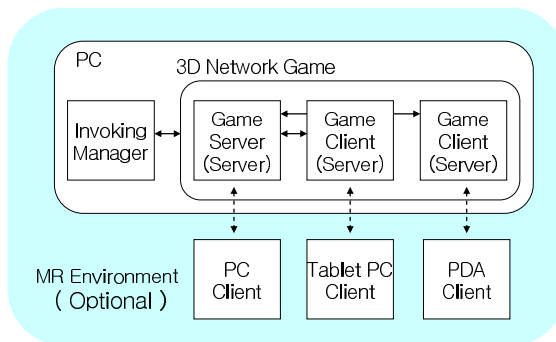 PC
3D Network Game
Invoking
Manager
Game
Server
(Server)
Game
Client
(Server)
Game
Client
(Server)
MR Environment
( Optional )
PC
Client
Tablet PC
Client
PDA
Client